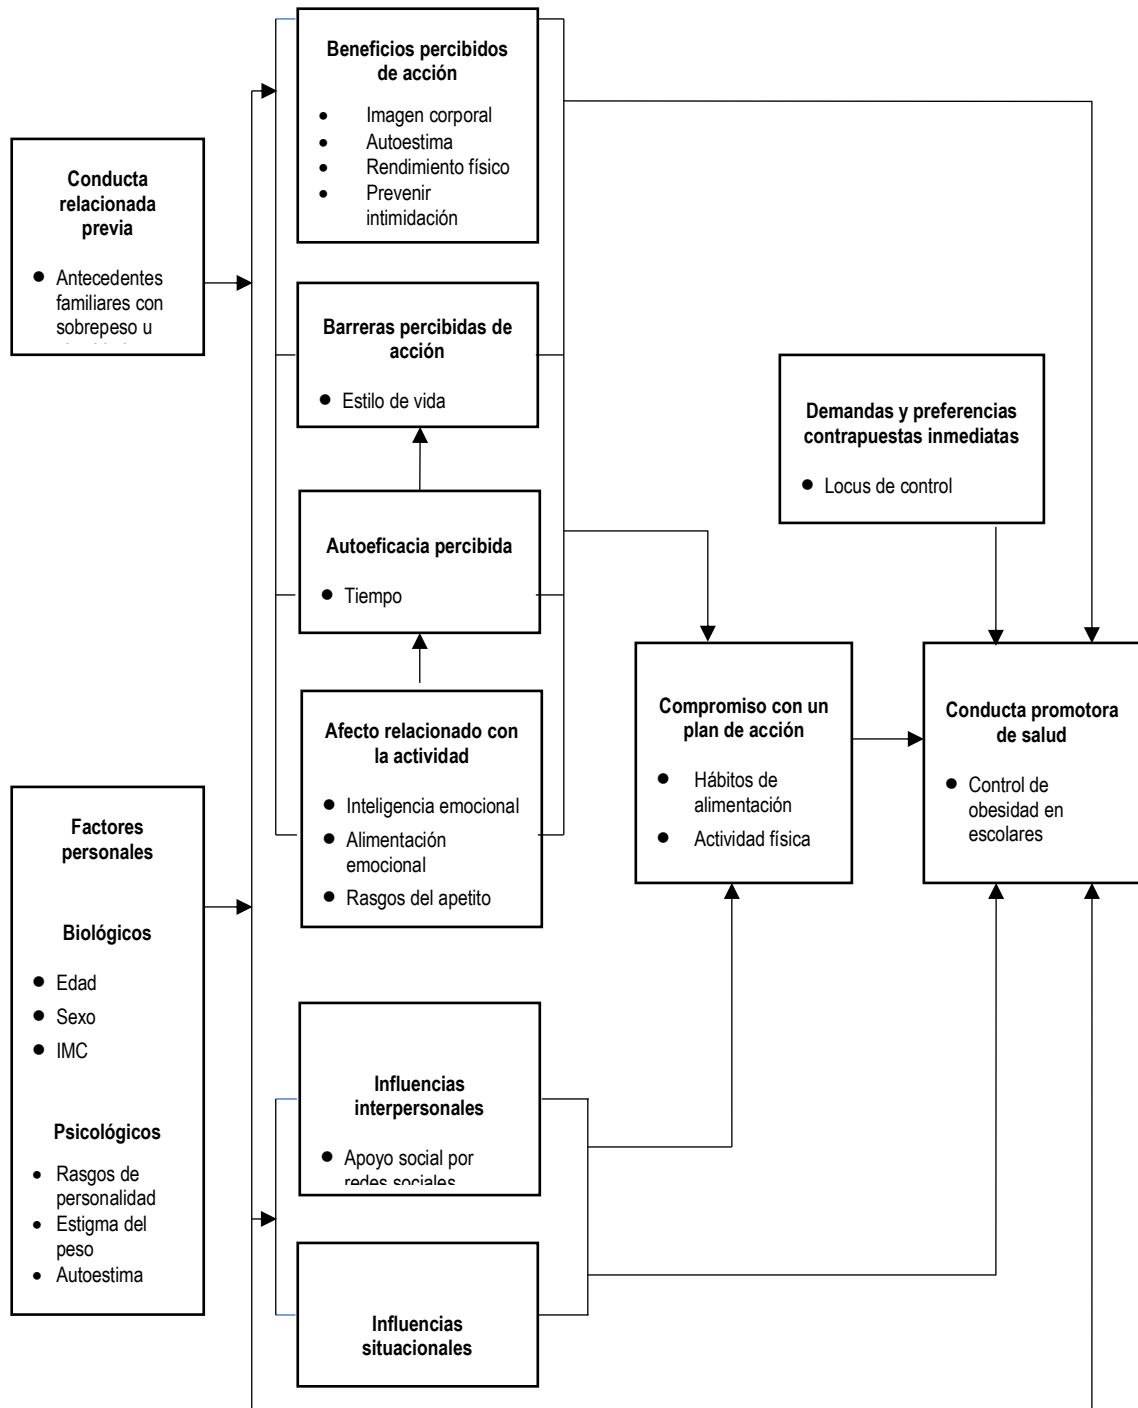 Beneficios percibidos
de acción
• Imagen corporal
• Autoestima
• Rendimiento físico
• Prevenir
intimidación
Conducta
relacionada
previa
• Antecedentes
familiares con
sobrepeso u
Barreras percibidas de
acción
• Estilo de vida
Demandas y preferencias
contrapuestas inmediatas
• Locus de control
Autoeficacia percibida
• Tiempo
Afecto relacionado con
la actividad
• Inteligencia emocional
• Alimentación
emocional
• Rasgos del apetito
Compromiso con un
plan de acción
• Hábitos de
alimentación
• Actividad física
Conducta promotora
de salud
• Control de
obesidad en
escolares
Factores
personales
Biológicos
• Edad
• Sexo
• IMC
Psicológicos
• Rasgos de
personalidad
• Estigma del
peso
• Autoestima
Influencias
interpersonales
• Apoyo social por
redes sociales
Influencias
situacionales